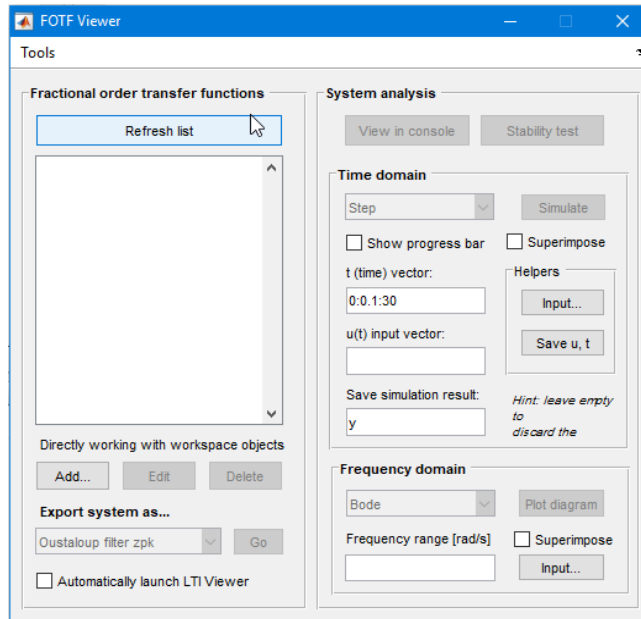 FOTF Viewer
Tools
Fractional order transfer functions
Refresh list
Directly working with workspace objects
Add...
Edit
Delete
Export system as...
Oustaloup filter zpk
Go
Automatically launch LTI Viewer
System analysis
View in console
Stability test
Time domain
Step
Simulate
Show progress bar
Superimpose
t (time) vector:
0:0.1:30
u(t) input vector:
Save simulation result:
y
Helpers
Input...
Save u, t
Hint: leave empty
to
discard the
Frequency domain
Bode
Plot diagram
Frequency range [rad/s]
Superimpose
Input...